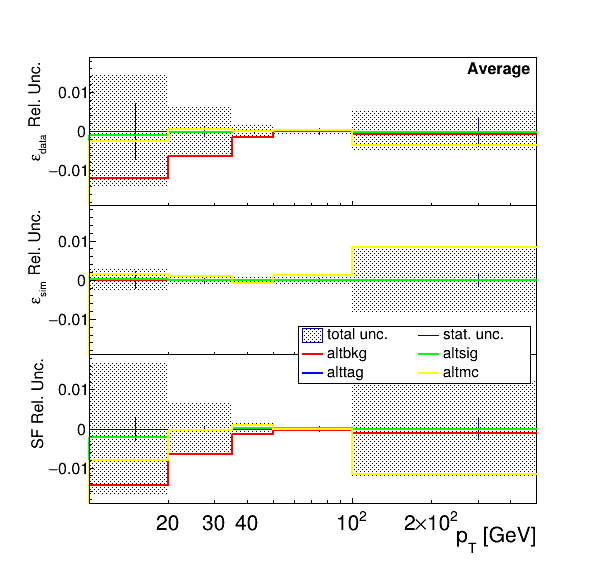 Average
ε_data Rel. Unc.
0.01
0
−0.01
ε_sim Rel. Unc.
0.01
0
−0.01
total unc. stat. unc.
altbkg altsig
alttag altmc
SF Rel. Unc.
0.01
0
−0.01
20 30 40 10² 2×10²
p_T [GeV]